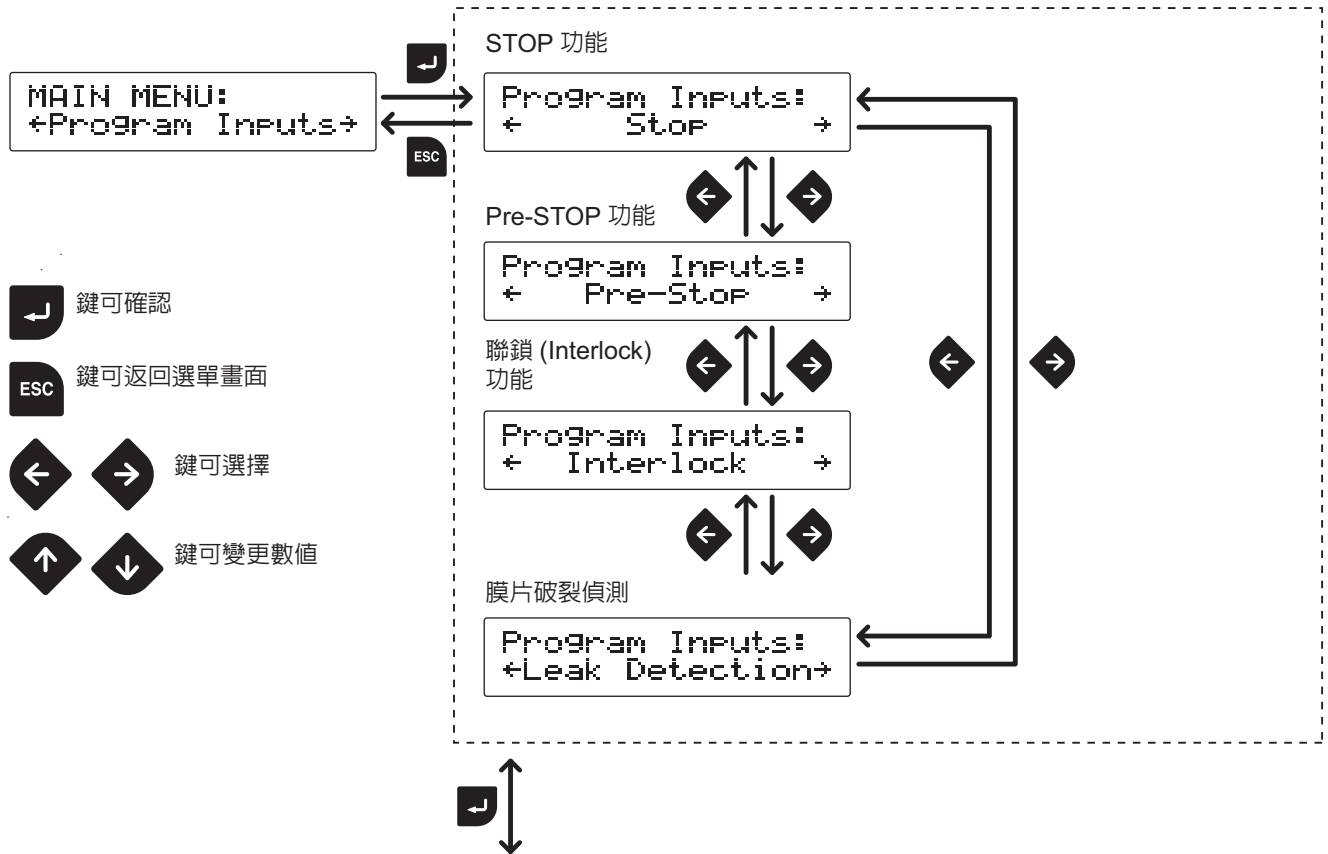 STOP 功能
MAIN MENU:
←Program Inputs→
ESC
Program Inputs:
← Stop →
Pre-STOP 功能
Program Inputs:
← Pre-Stop →
鍵可確認
ESC 鍵可返回選單畫面
鍵可選擇
鍵可變更數值
聯鎖 (Interlock)
功能
Program Inputs:
← Interlock →
膜片破裂偵測
Program Inputs:
←Leak Detection→